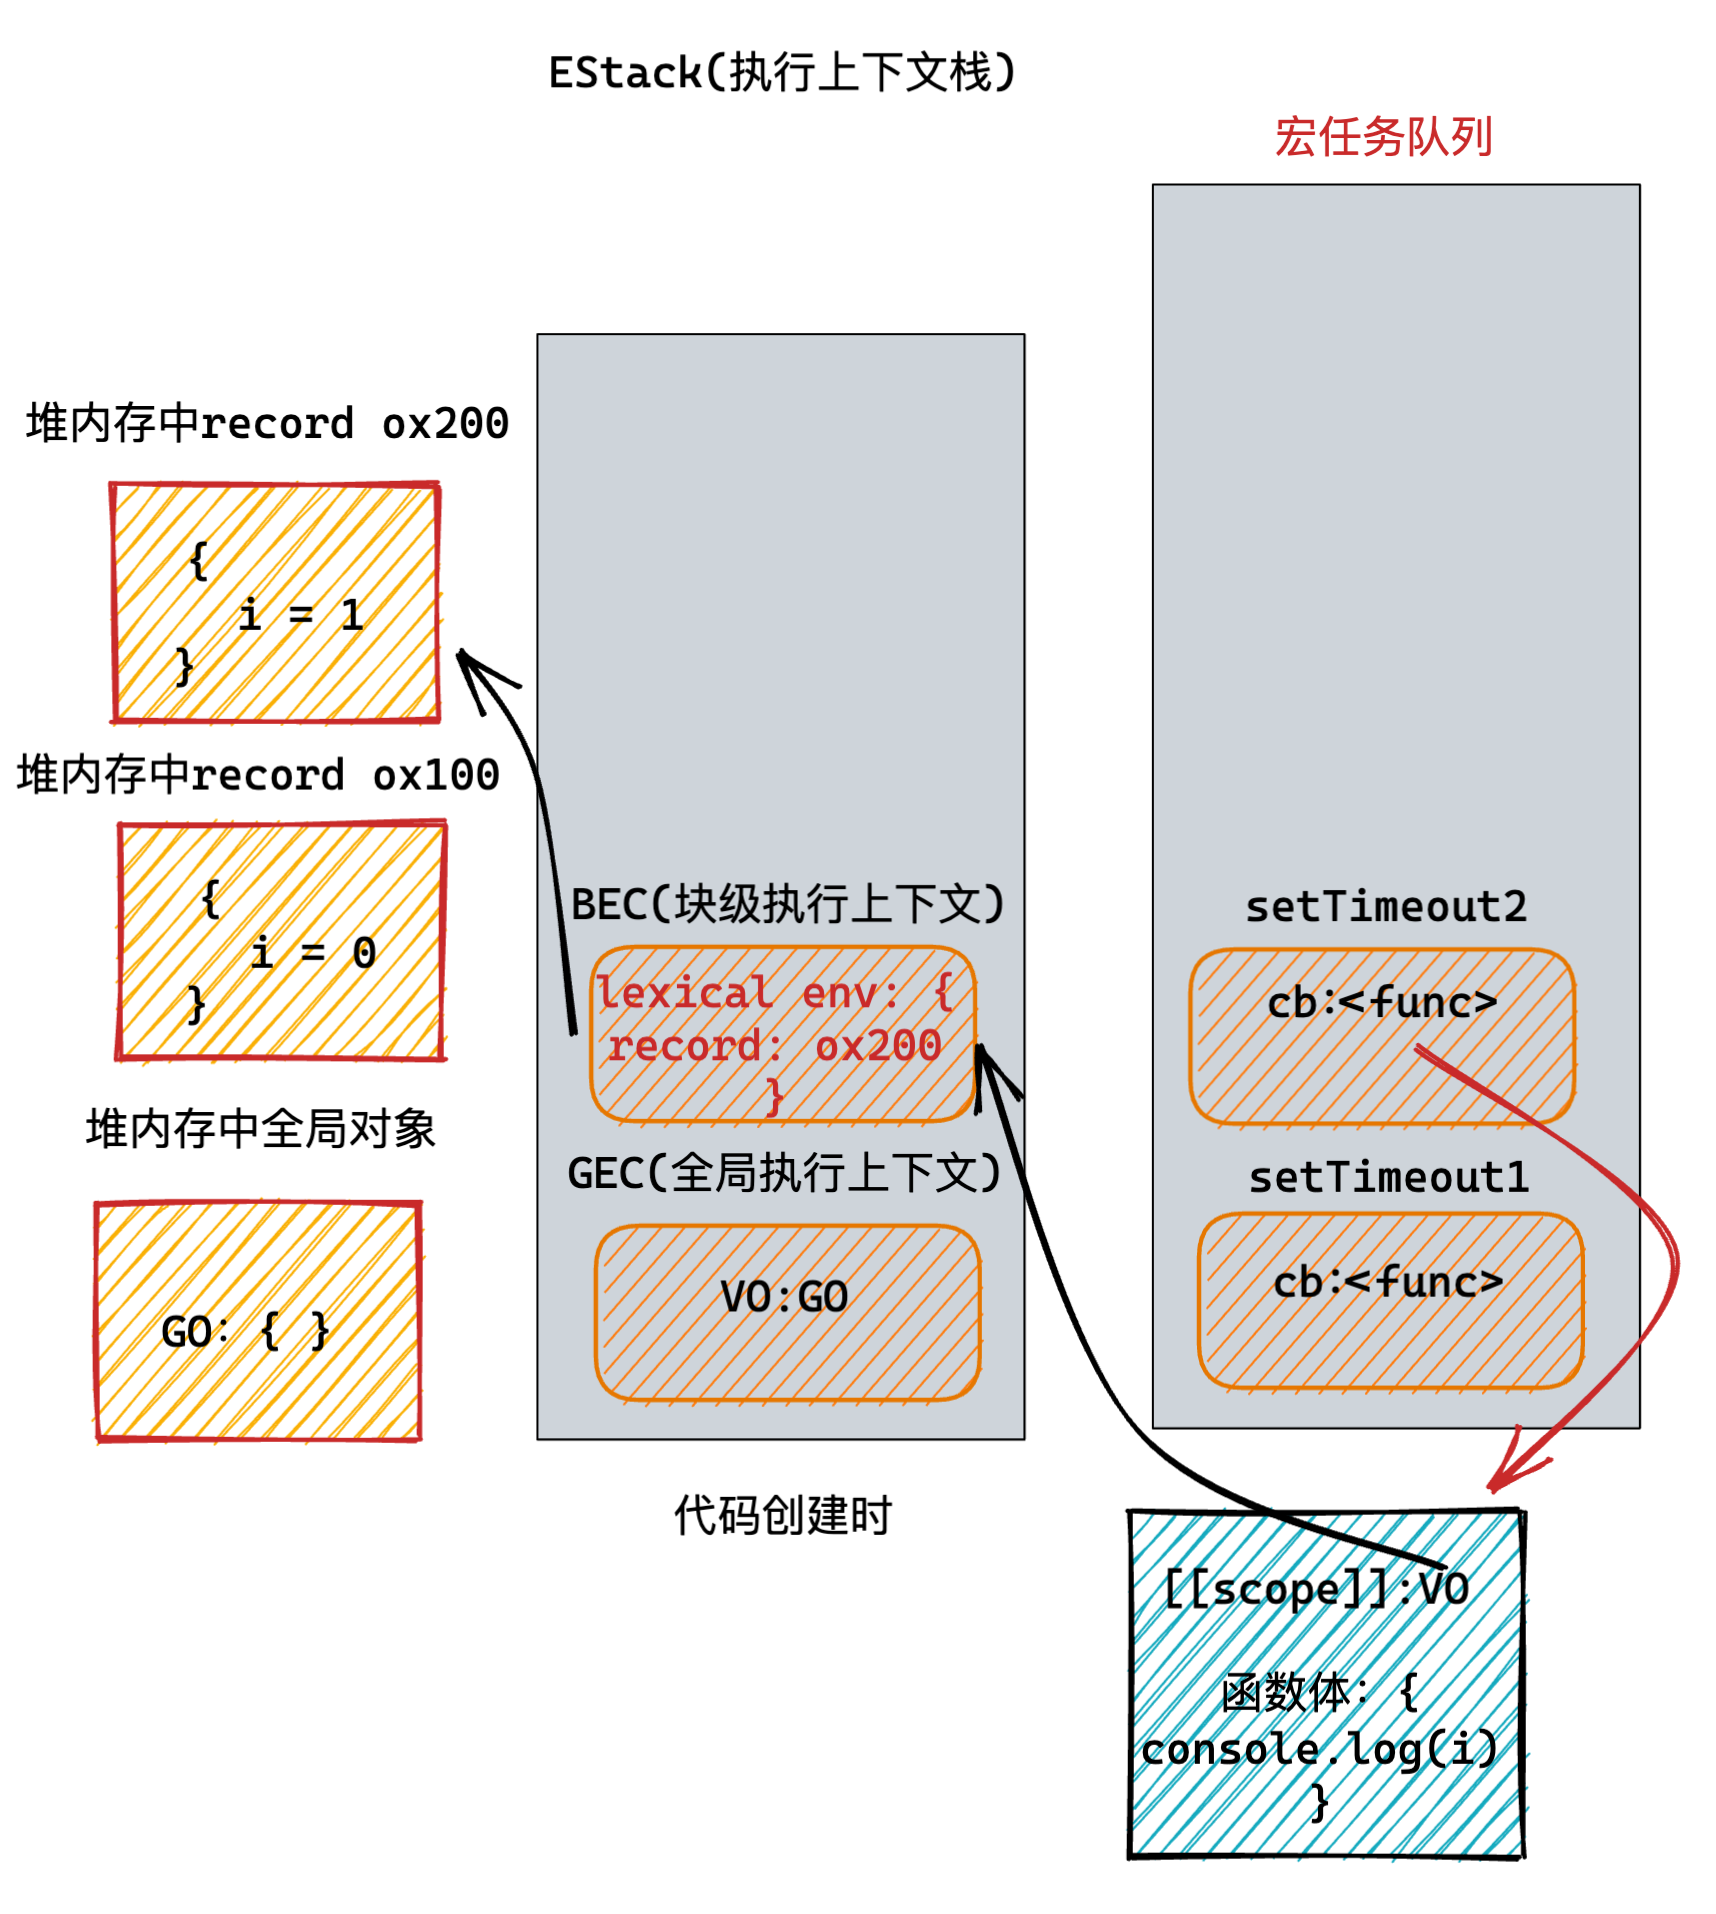 EStack(执行上下文栈)
宏任务队列
堆内存中record ox200
{
i = 1
}
堆内存中record ox100
{
i = 0
}
堆内存中全局对象
GO: { }
BEC(块级执行上下文)
lexical env: {
record: ox200
}
GEC(全局执行上下文)
VO:GO
代码创建时
setTimeout2
cb:<func>
setTimeout1
cb:<func>
[[scope]]:VO
函数体: {
console.log(i)
}